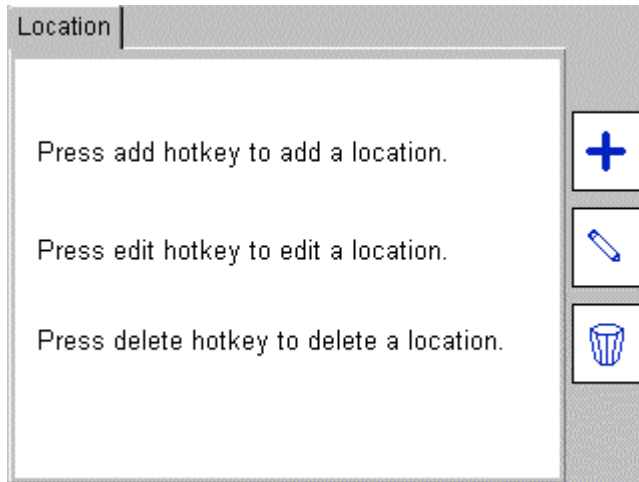 Location
Press add hotkey to add a location.
Press edit hotkey to edit a location.
Press delete hotkey to delete a location.